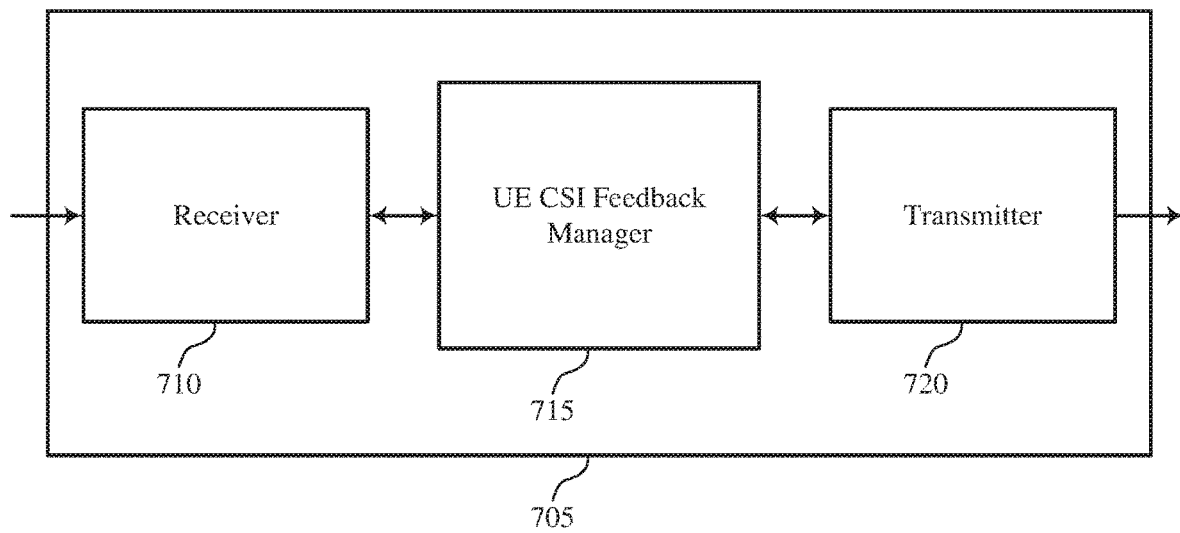 Receiver
UE CSI Feedback
Manager
Transmitter
710
715
720
705